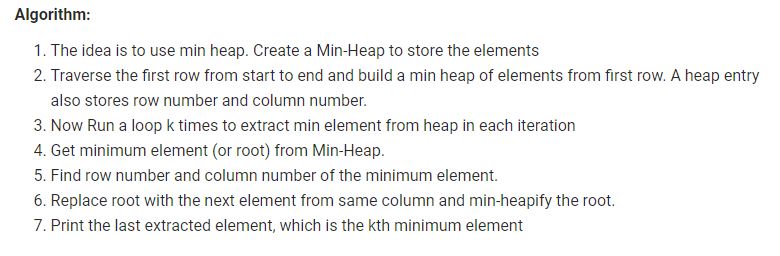 Algorithm:
1. The idea is to use min heap. Create a Min-Heap to store the elements
2. Traverse the first row from start to end and build a min heap of elements from first row. A heap entry
also stores row number and column number.
3. Now Run a loop k times to extract min element from heap in each iteration
4. Get minimum element (or root) from Min-Heap.
5. Find row number and column number of the minimum element.
6. Replace root with the next element from same column and min-heapify the root.
7. Print the last extracted element, which is the kth minimum element